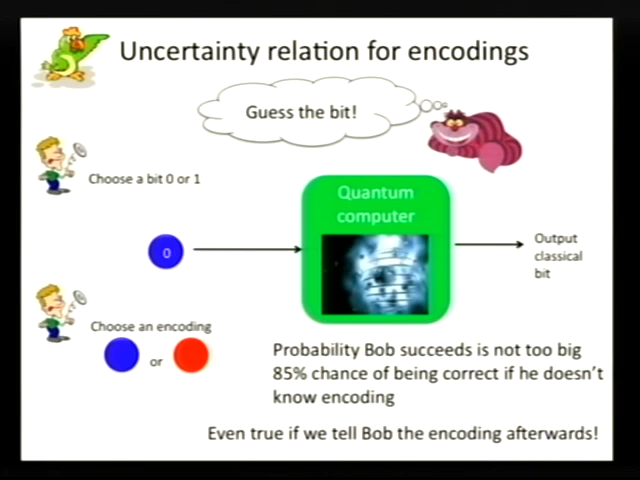 Uncertainty relation for encodings
Guess the bit!
Choose a bit 0 or 1
Quantum
computer
0
Output
classical
bit
Choose an encoding
or
Probability Bob succeeds is not too big
85% chance of being correct if he doesn't
know encoding
Even true if we tell Bob the encoding afterwards!